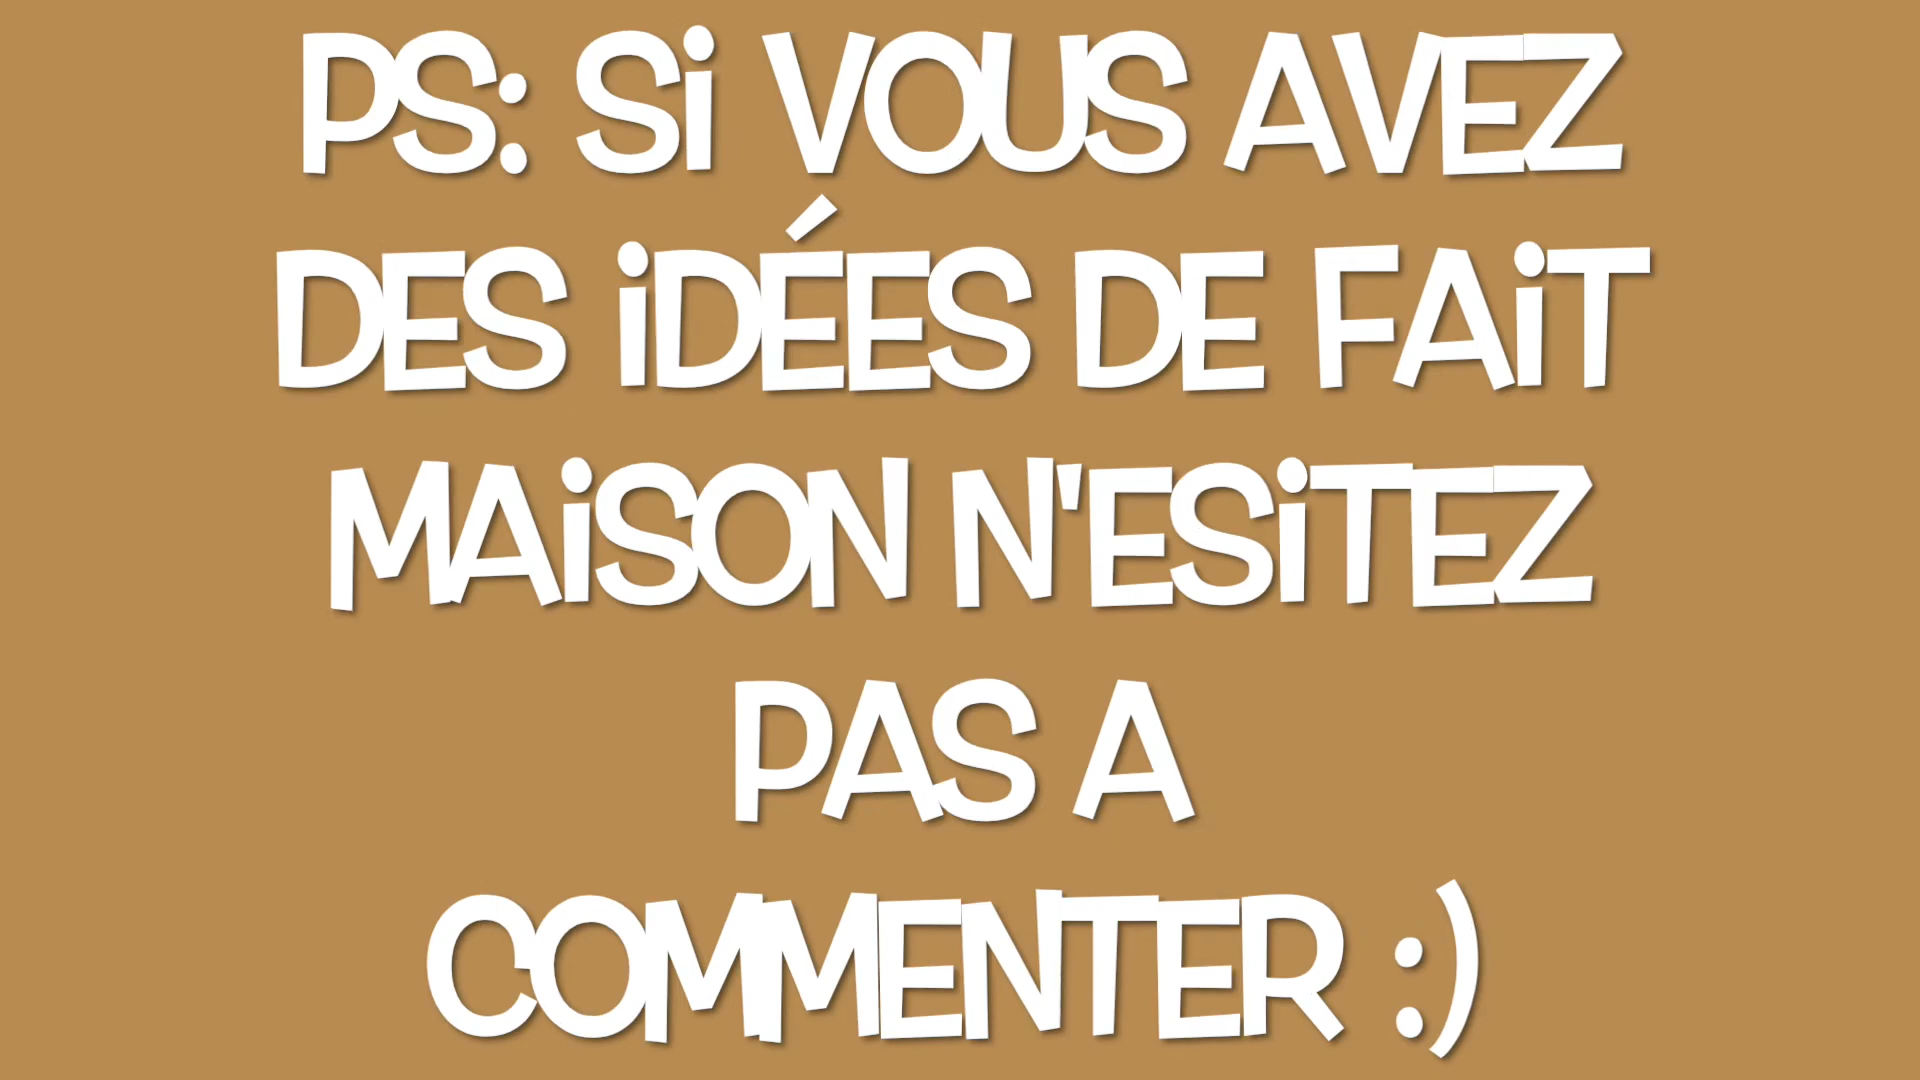 PS: Si VOUS AVEZ
DES iDÉES DE FAiT
MAiSON N'ESiTEZ
PAS A
COMMENTER :)